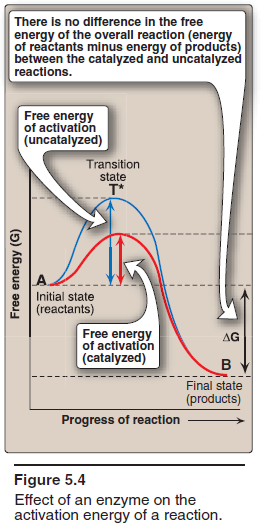 There is no difference in the free
energy of the overall reaction (energy
of reactants minus energy of products)
between the catalyzed and uncatalyzed
reactions.
Free energy
of activation
(uncatalyzed)
Transition
state
T*
Free energy (G)
A
Initial state
(reactants)
Free energy
of activation
(catalyzed)
ΔG
B
Final state
(products)
Progress of reaction
Figure 5.4
Effect of an enzyme on the
activation energy of a reaction.